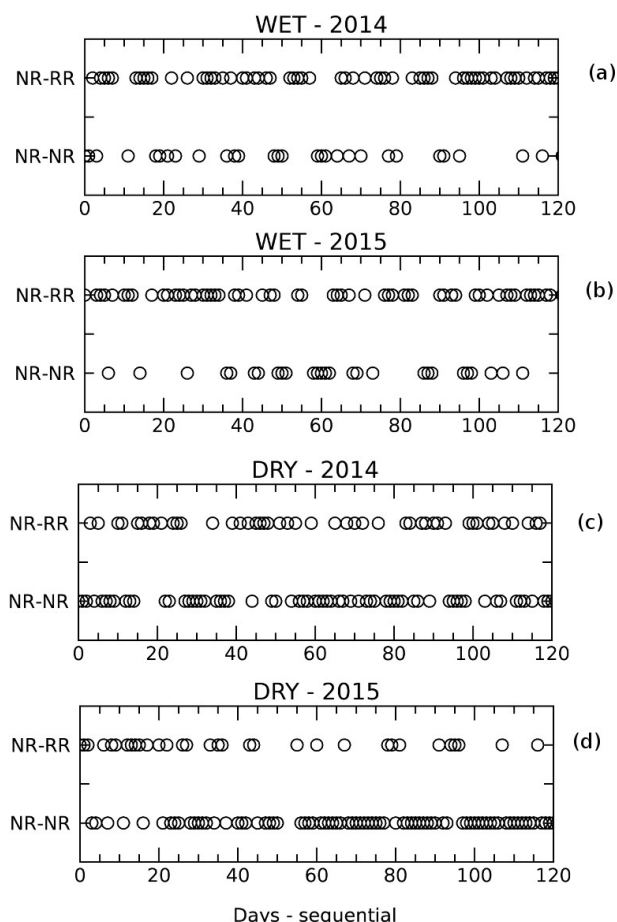 WET - 2014
NR-RR
(a)
NR-NR
0 20 40 60 80 100 120
WET - 2015
NR-RR
(b)
NR-NR
0 20 40 60 80 100 120
DRY - 2014
NR-RR
(c)
NR-NR
0 20 40 60 80 100 120
DRY - 2015
NR-RR
(d)
NR-NR
0 20 40 60 80 100 120
Days - sequential